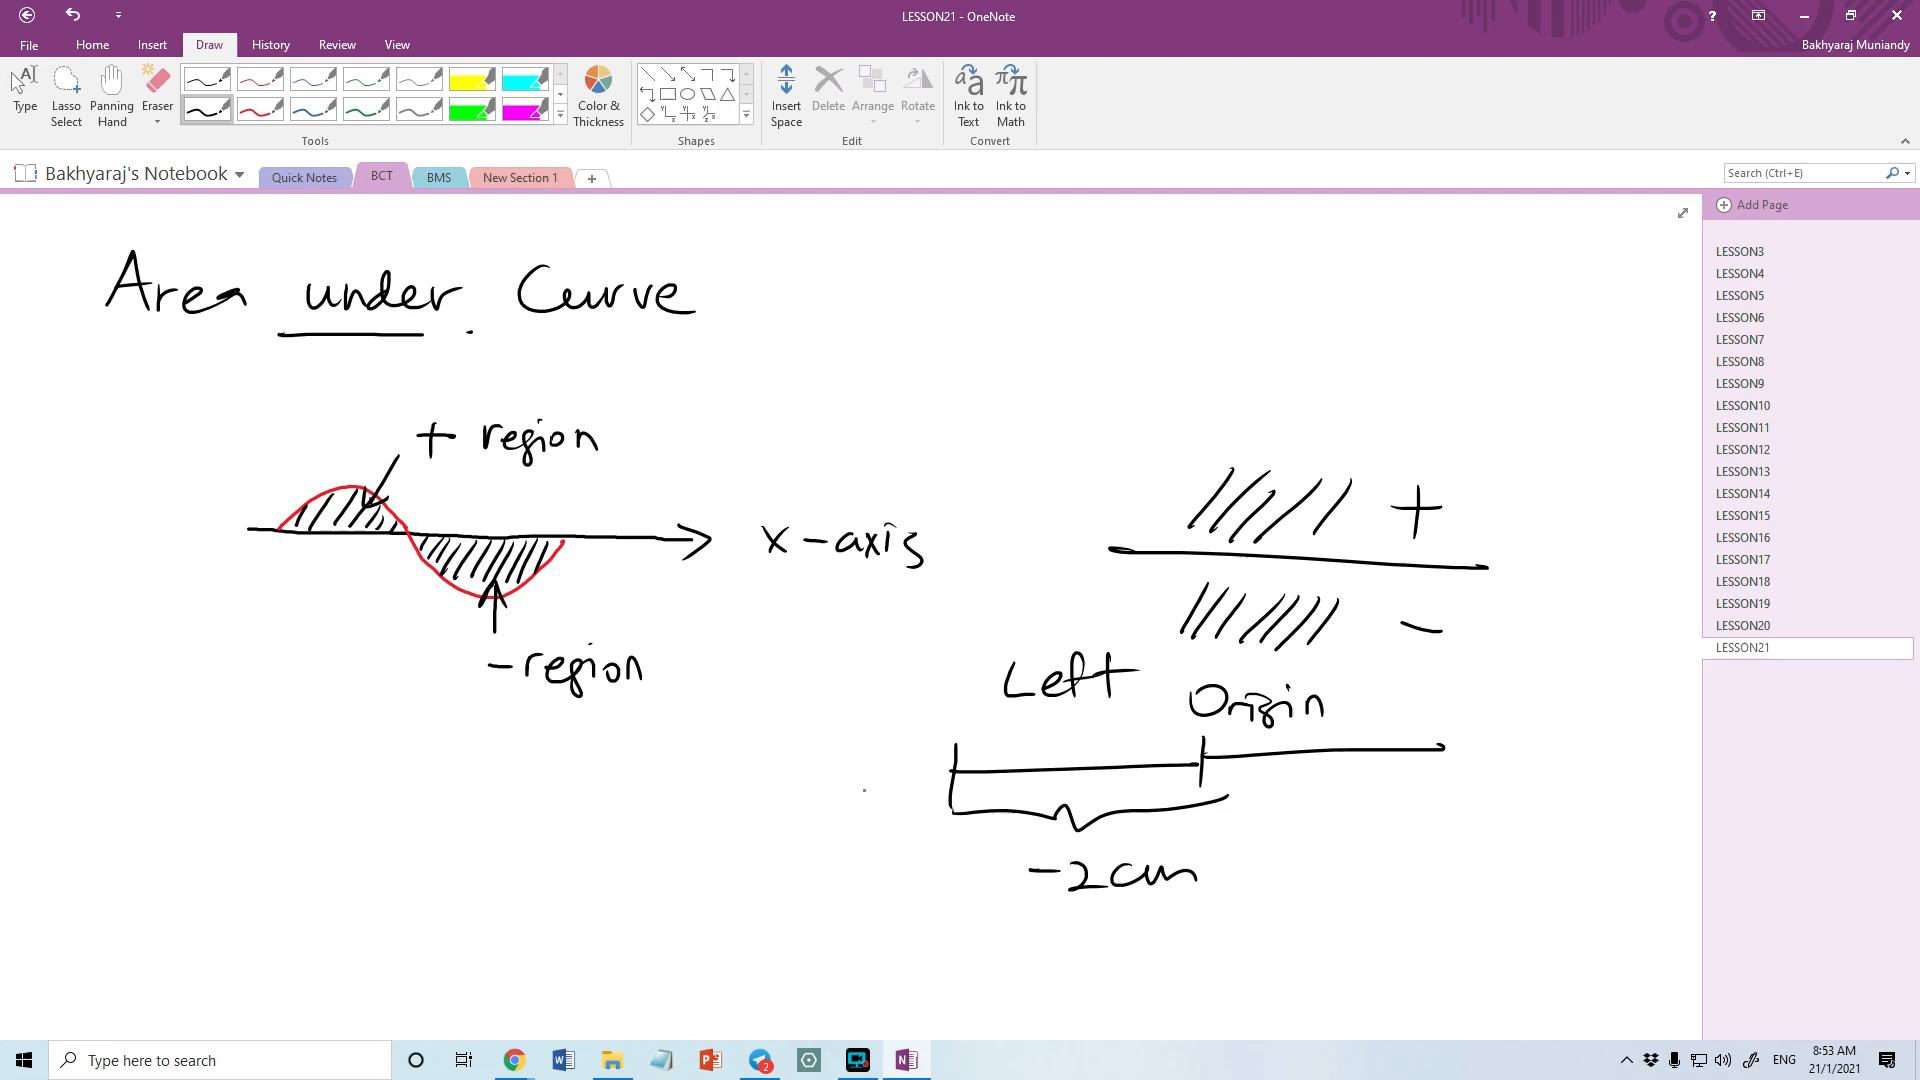 LESSON21 - OneNote
?
File Home Insert Draw History Review View
Bakhyaraj Muniandy
Type
Lasso Select
Panning Hand
Eraser
Color & Thickness
Insert Space
Delete
Arrange
Rotate
Ink to Text
Ink to Math
Tools
Shapes
Edit
Convert
Bakhyaraj's Notebook
Quick Notes
BCT
BMS
New Section 1
Search (Ctrl+E)
Add Page
LESSON3
LESSON4
LESSON5
LESSON6
LESSON7
LESSON8
LESSON9
LESSON10
LESSON11
LESSON12
LESSON13
LESSON14
LESSON15
LESSON16
LESSON17
LESSON18
LESSON19
LESSON20
LESSON21
Area under Curve
+ region
x-axis
- region
+
-
Left
Origin
-2cm
Type here to search
2
ENG
8:53 AM
21/1/2021